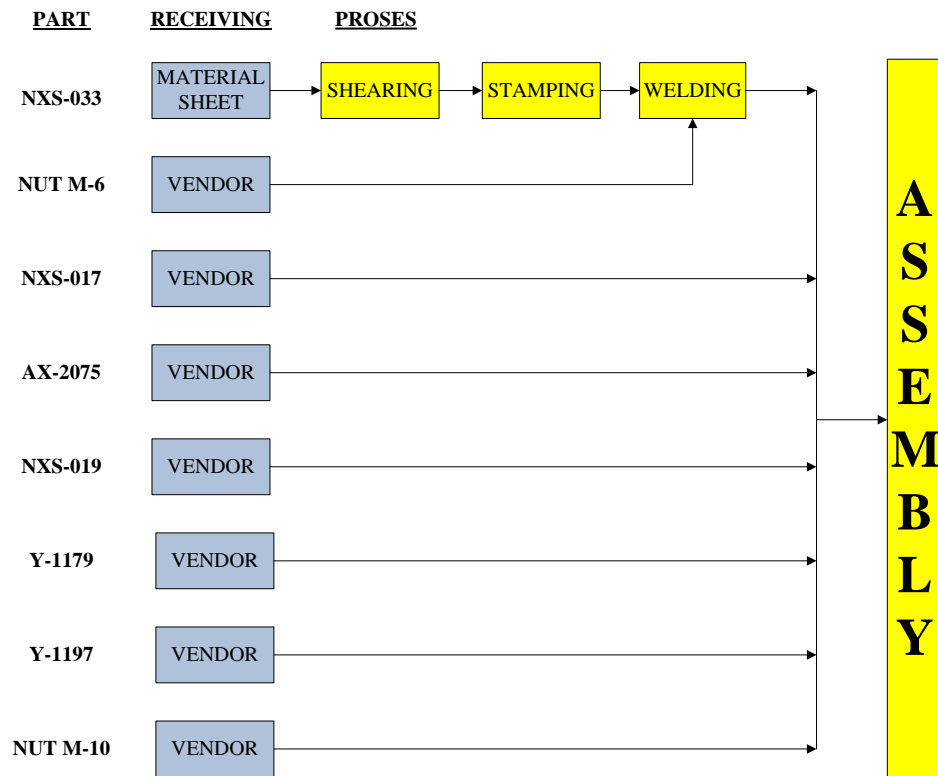 PART RECEIVING PROSES
NXS-033 MATERIAL SHEET SHEARING STAMPING WELDING
NUT M-6 VENDOR
NXS-017 VENDOR
AX-2075 VENDOR
NXS-019 VENDOR
Y-1179 VENDOR
Y-1197 VENDOR
NUT M-10 VENDOR
A
S
S
E
M
B
L
Y